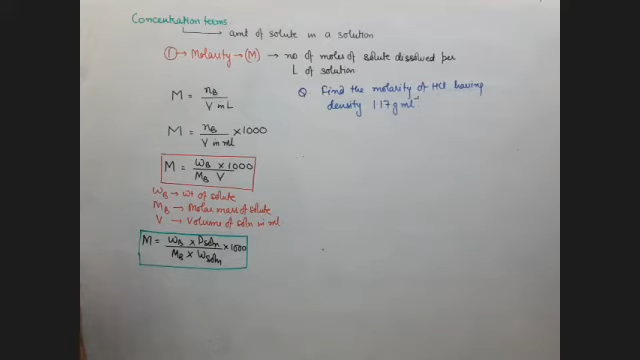 Concentration terms
amt of solute in a solution
1 → Molarity → (M) → no of moles of solute dissolved per
L of solution
M = nB / V in L
M = nB / V in ml × 1000
M = WB × 1000 / MB V
WB → wt of solute
MB → Molar mass of solute
V → Volume of soln in ml
M = WB × Dsoln / MB × Wsoln × 1000
Q. Find the molarity of HCl having
density 1.17 g ml⁻¹